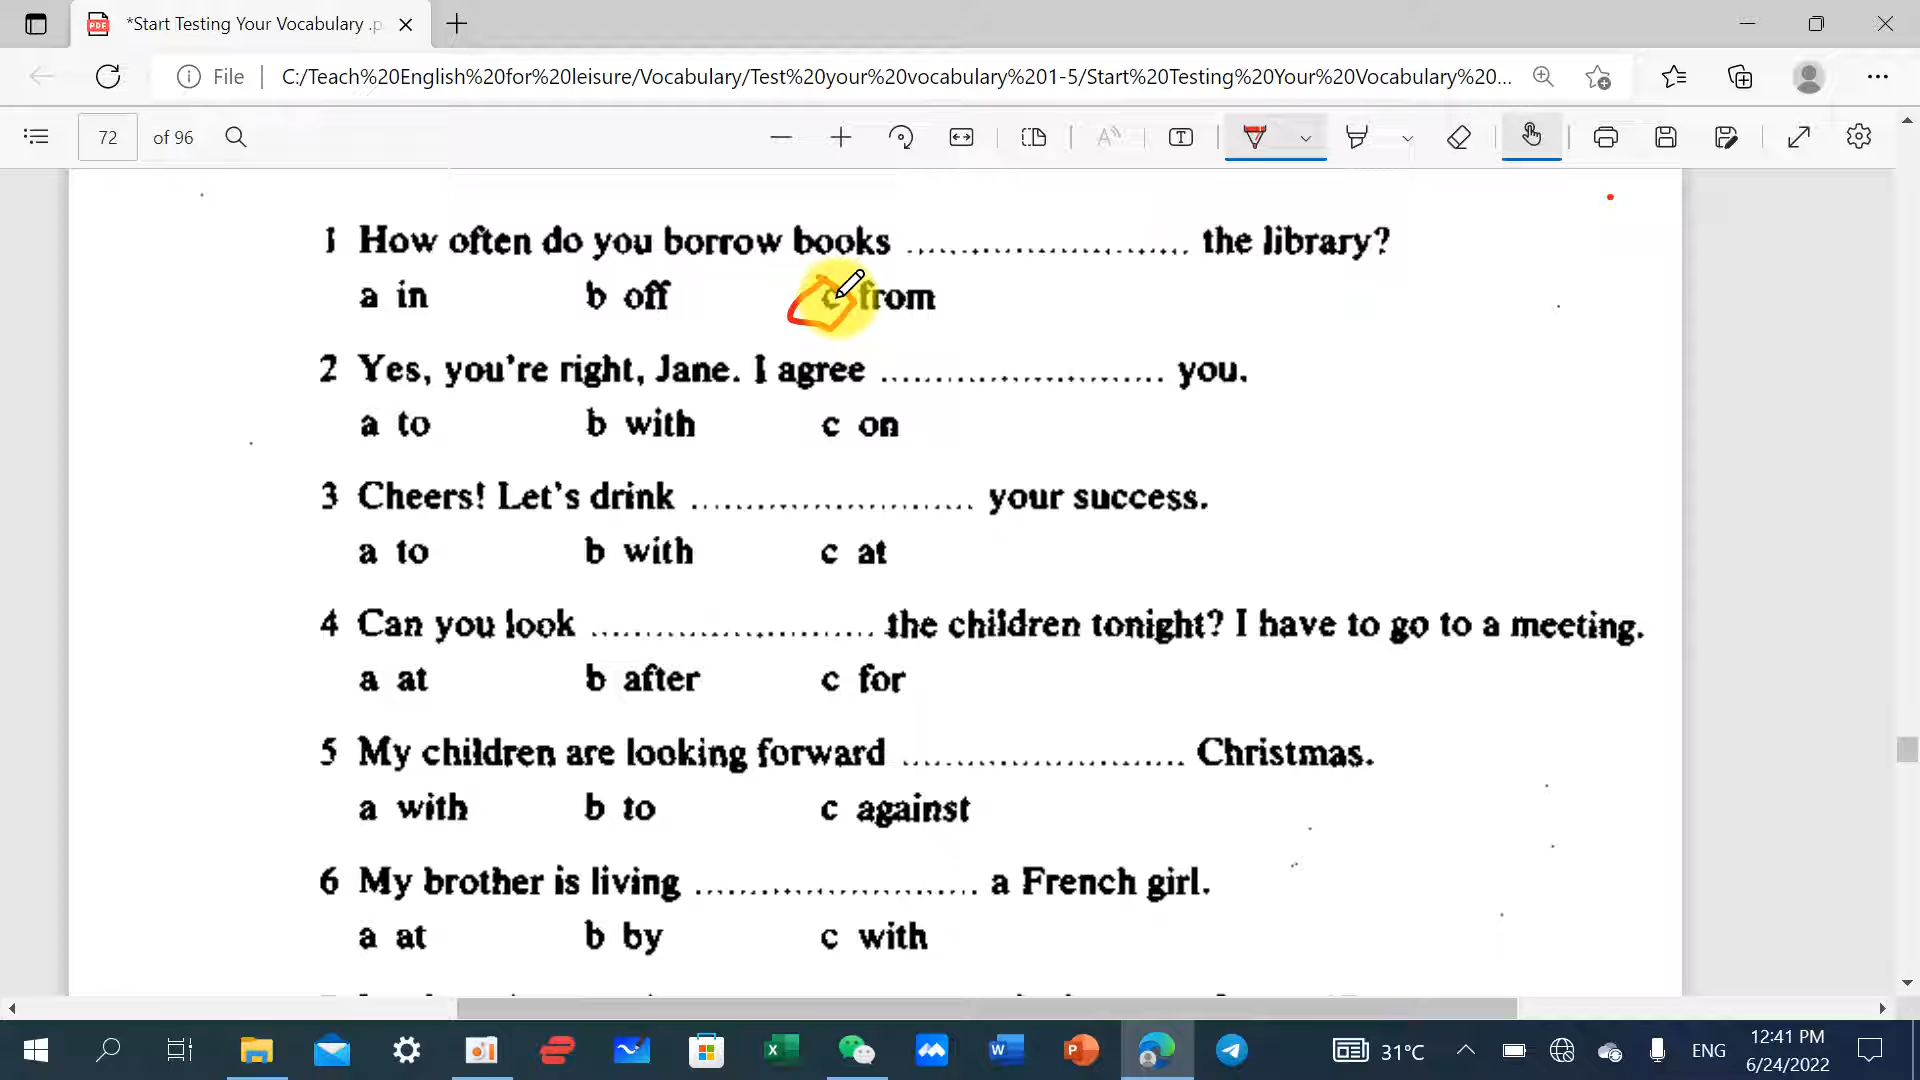 *Start Testing Your Vocabulary .p
File
C:/Teach%20English%20for%20leisure/Vocabulary/Test%20your%20vocabulary%201-5/Start%20Testing%20Your%20Vocabulary%20...
72 of 96
1 How often do you borrow books ........................ the library?
a in b off c from
2 Yes, you're right, Jane. I agree ........................ you.
a to b with c on
3 Cheers! Let's drink ........................ your success.
a to b with c at
4 Can you look ........................ the children tonight? I have to go to a meeting.
a at b after c for
5 My children are looking forward ........................ Christmas.
a with b to c against
6 My brother is living ........................ a French girl.
a at b by c with
31°C
ENG
12:41 PM
6/24/2022